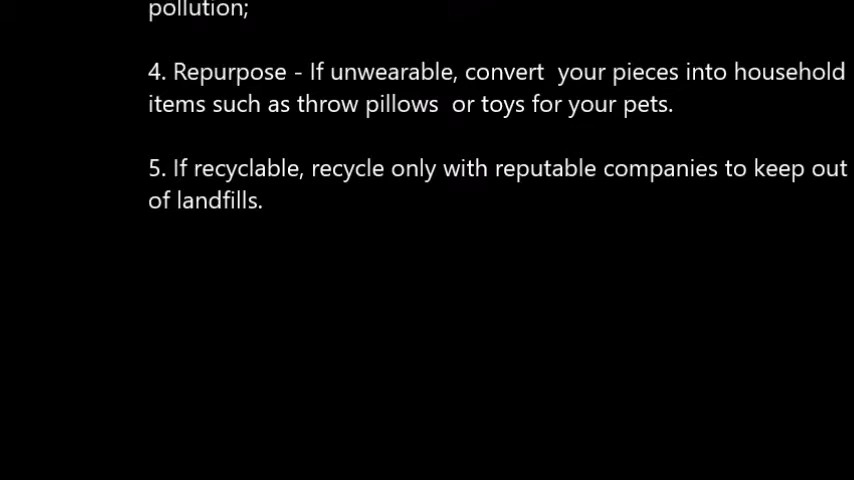 pollution;
4. Repurpose - If unwearable, convert  your pieces into household
items such as throw pillows  or toys for your pets.
5. If recyclable, recycle only with reputable companies to keep out
of landfills.